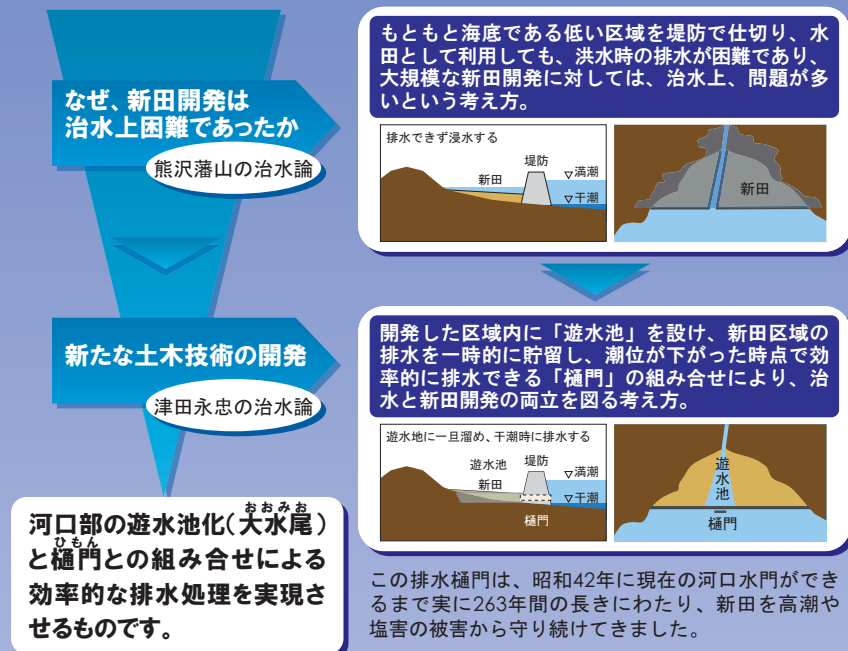 なぜ、新田開発は
治水上困難であったか
熊沢藩山の治水論
もともと海底である低い区域を堤防で仕切り、水
田として利用しても、洪水時の排水が困難であり、
大規模な新田開発に対しては、治水上、問題が多
いという考え方。
排水できず浸水する
堤防
新田
▽満潮
▽干潮
新田
新たな土木技術の開発
津田永忠の治水論
開発した区域内に「遊水池」を設け、新田区域の
排水を一時的に貯留し、潮位が下がった時点で効
率的に排水できる「樋門」の組み合せにより、治
水と新田開発の両立を図る考え方。
遊水地に一旦溜め、干潮時に排水する
遊水池
堤防
新田
▽満潮
▽干潮
樋門
遊水池
樋門
河口部の遊水池化(大水尾)
おおみお
と樋門との組み合せによる
ひもん
効率的な排水処理を実現さ
せるものです。
この排水樋門は、昭和42年に現在の河口水門ができ
るまで実に263年間の長きにわたり、新田を高潮や
塩害の被害から守り続けてきました。